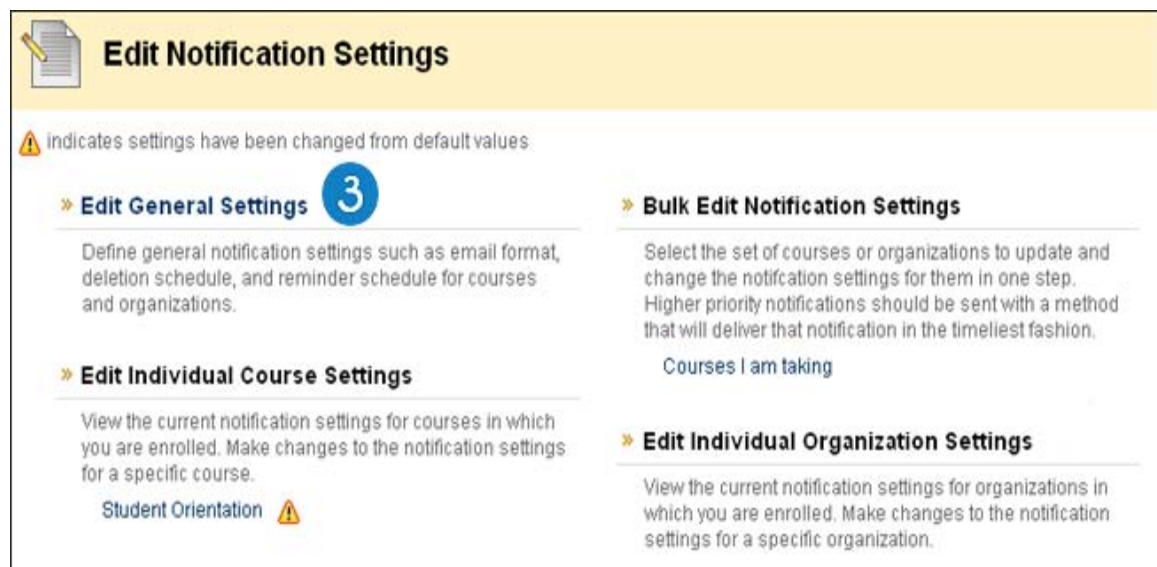 Edit Notification Settings
indicates settings have been changed from default values
» Edit General Settings 3
Define general notification settings such as email format,
deletion schedule, and reminder schedule for courses
and organizations.
» Edit Individual Course Settings
View the current notification settings for courses in which
you are enrolled. Make changes to the notification settings
for a specific course.
Student Orientation
» Bulk Edit Notification Settings
Select the set of courses or organizations to update and
change the notifcation settings for them in one step.
Higher priority notifications should be sent with a method
that will deliver that notification in the timeliest fashion.
Courses I am taking
» Edit Individual Organization Settings
View the current notification settings for organizations in
which you are enrolled. Make changes to the notification
settings for a specific organization.